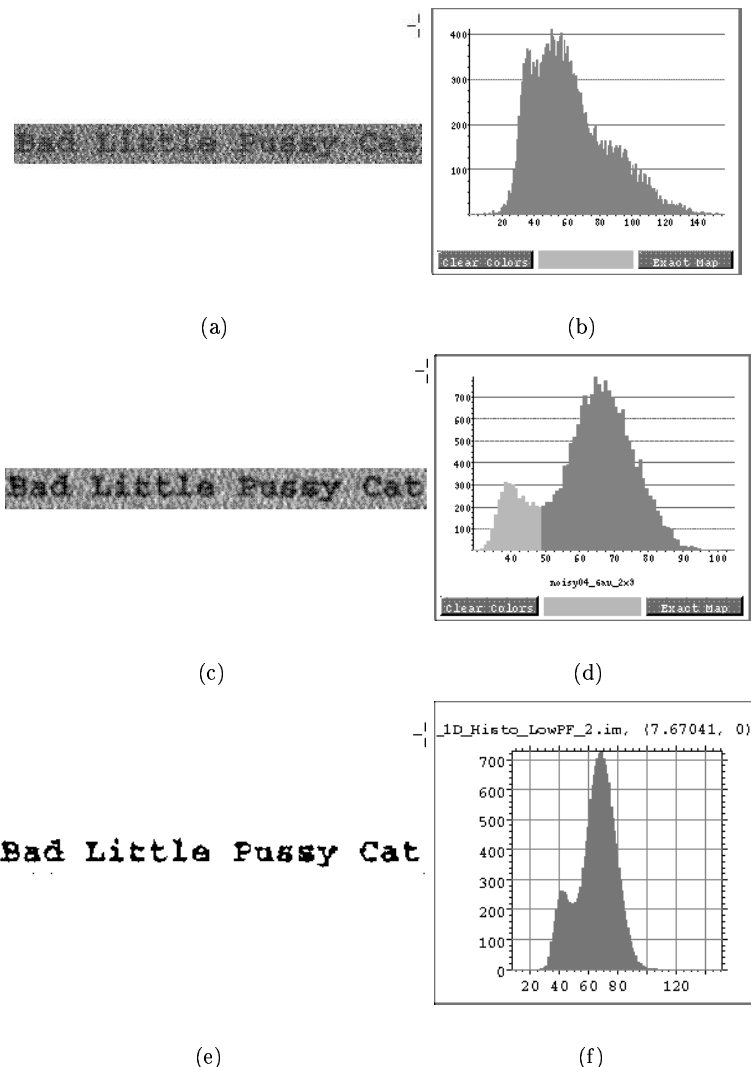 400
300
200
100
20 40 60 80 100 120 140
Bad Little Pussy Cat
Clear Colors Exact Map
(a) (b)
700
600
500
400
300
200
100
40 50 60 70 80 90 100
Bad Little Pussy Cat
noisy04_Gau_2x3
Clear Colors Exact Map
(c) (d)
_1D_Histo_LowPF_2.im, (7.67041, 0)
700
600
500
400
300
200
100
0
20 40 60 80 120
Bad Little Pussy Cat
(e) (f)